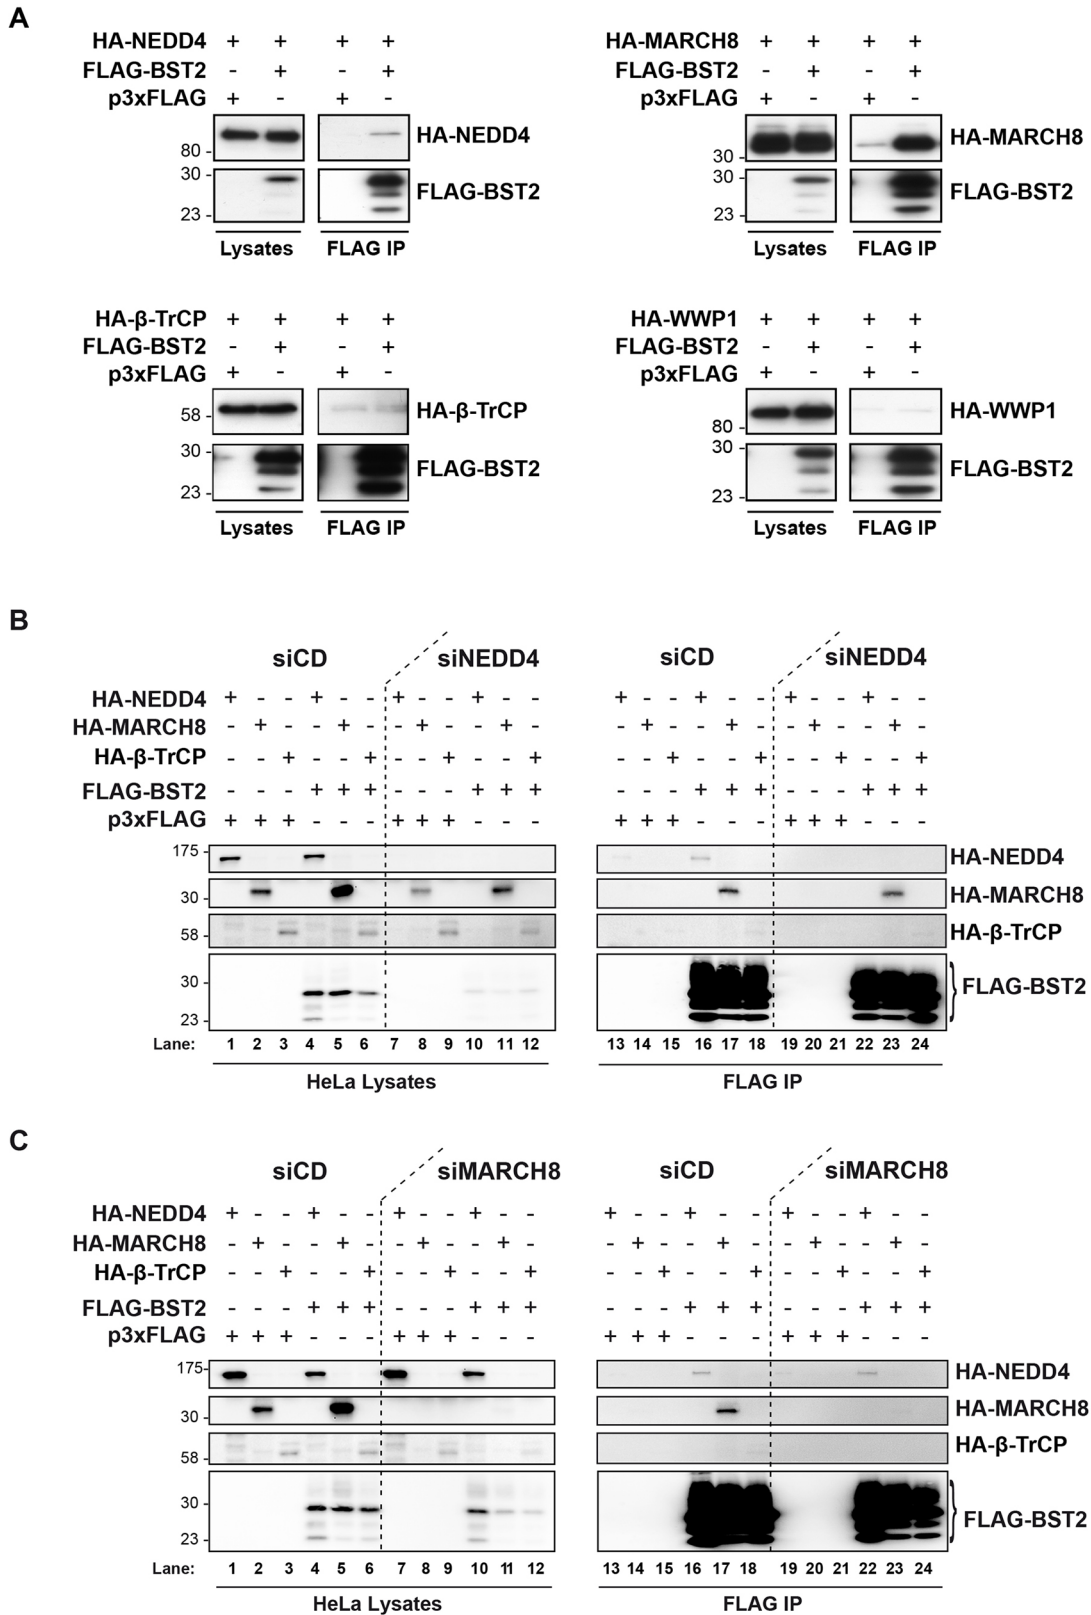 A
HA-NEDD4 + + + +
FLAG-BST2 - + - +
p3xFLAG + - + -
80 -
HA-NEDD4
30 -
23 -
FLAG-BST2
Lysates FLAG IP
HA-MARCH8 + + + +
FLAG-BST2 - + - +
p3xFLAG + - + -
30 -
HA-MARCH8
30 -
23 -
FLAG-BST2
Lysates FLAG IP
HA-β-TrCP + + + +
FLAG-BST2 - + - +
p3xFLAG + - + -
58 -
HA-β-TrCP
30 -
23 -
FLAG-BST2
Lysates FLAG IP
HA-WWP1 + + + +
FLAG-BST2 - + - +
p3xFLAG + - + -
80 -
HA-WWP1
30 -
23 -
FLAG-BST2
Lysates FLAG IP
B
siCD siNEDD4 siCD siNEDD4
HA-NEDD4 + - - + - - + - - + - - + - - + - - + - - + - -
HA-MARCH8 - + - - + - - + - - + - - + - - + - - + - - + -
HA-β-TrCP - - + - - + - - + - - + - - + - - + - - + - - +
FLAG-BST2 - - - + + + - - - + + + - - - + + + - - - + + +
p3xFLAG + + + - - - + + + - - - + + + - - - + + + - - -
175 - HA-NEDD4
30 - HA-MARCH8
58 - HA-β-TrCP
30 -
23 -
FLAG-BST2
Lane: 1 2 3 4 5 6 7 8 9 10 11 12 13 14 15 16 17 18 19 20 21 22 23 24
HeLa Lysates FLAG IP
C
siCD siMARCH8 siCD siMARCH8
HA-NEDD4 + - - + - - + - - + - - + - - + - - + - - + - -
HA-MARCH8 - + - - + - - + - - + - - + - - + - - + - - + -
HA-β-TrCP - - + - - + - - + - - + - - + - - + - - + - - +
FLAG-BST2 - - - + + + - - - + + + - - - + + + - - - + + +
p3xFLAG + + + - - - + + + - - - + + + - - - + + + - - -
175- HA-NEDD4
30 - HA-MARCH8
58 - HA-β-TrCP
30 -
23 -
FLAG-BST2
Lane: 1 2 3 4 5 6 7 8 9 10 11 12 13 14 15 16 17 18 19 20 21 22 23 24
HeLa Lysates FLAG IP